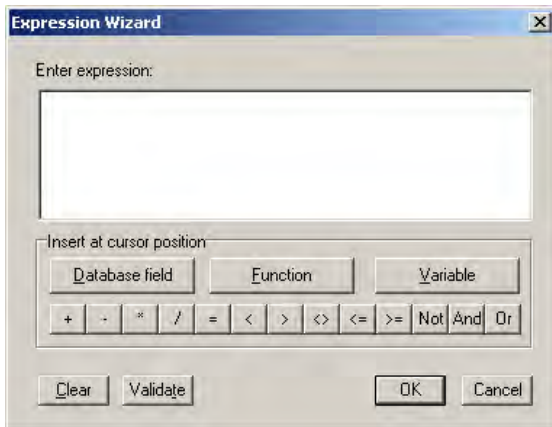 Expression Wizard
Enter expression:
Insert at cursor position
Database field Function Variable
+ - * / = < > <> <= >= Not And Or
Clear Validate OK Cancel